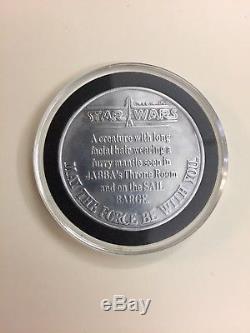 STAR WARS
A creature with long
facial hair wearing a
furry mantle seen in
JABBA's Throne Room
and on the SAIL
BARGE.
MAY THE FORCE BE WITH YOU.